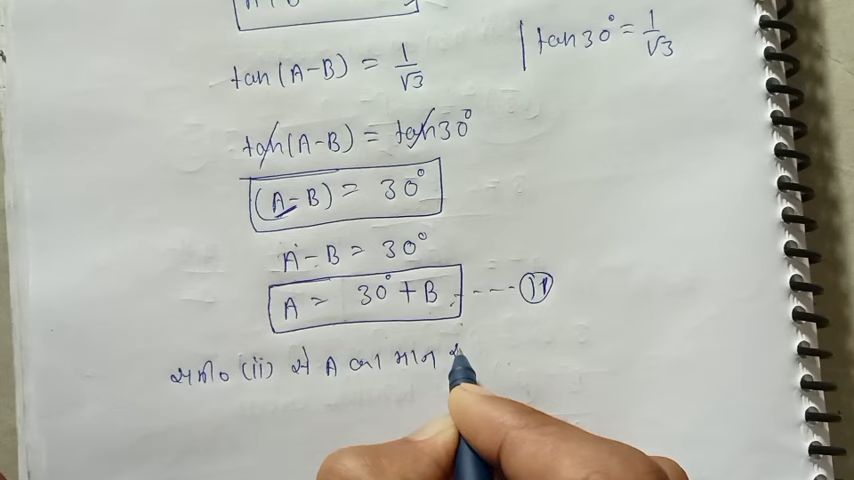 tan(A-B) = 1/√3
| tan30° = 1/√3
tan(A-B) = tan30°
(A-B) = 30°
A-B = 30°
A = 30° + B ---- (ii)
समी० (ii) से A का मान